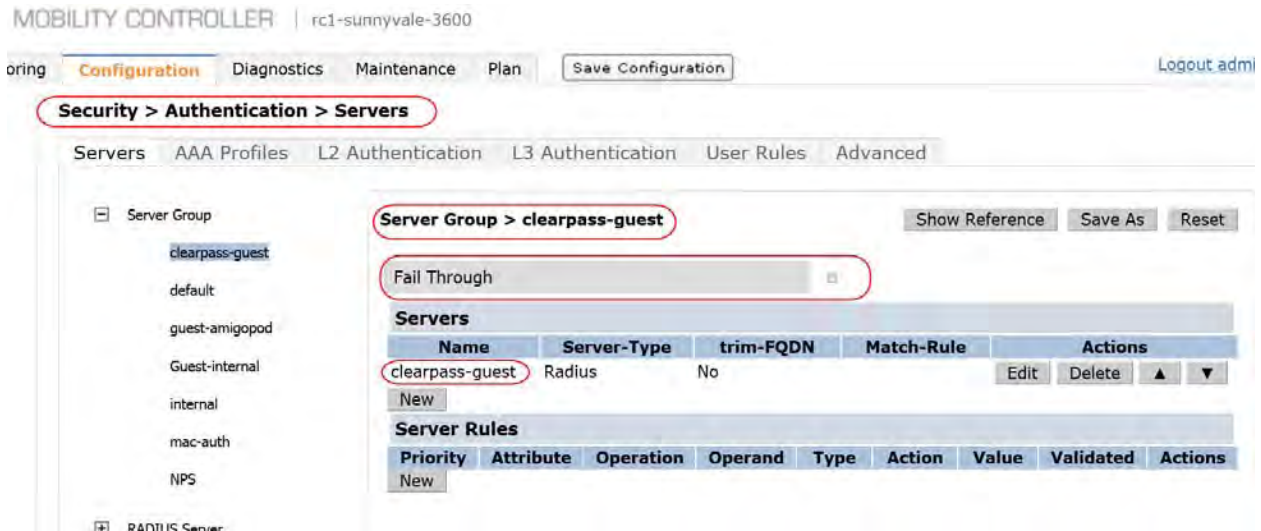 MOBILITY CONTROLLER | rc1-sunnyvale-3600
oring Configuration Diagnostics Maintenance Plan Save Configuration Logout admi
Security > Authentication > Servers
Servers AAA Profiles L2 Authentication L3 Authentication User Rules Advanced
Server Group
clearpass-guest
default
guest-amigopod
Guest-internal
internal
mac-auth
NPS
RADIUS Server
Server Group > clearpass-guest Show Reference Save As Reset
Fail Through
Servers
Name Server-Type trim-FQDN Match-Rule Actions
clearpass-guest Radius No Edit Delete ▲ ▼
New
Server Rules
Priority Attribute Operation Operand Type Action Value Validated Actions
New